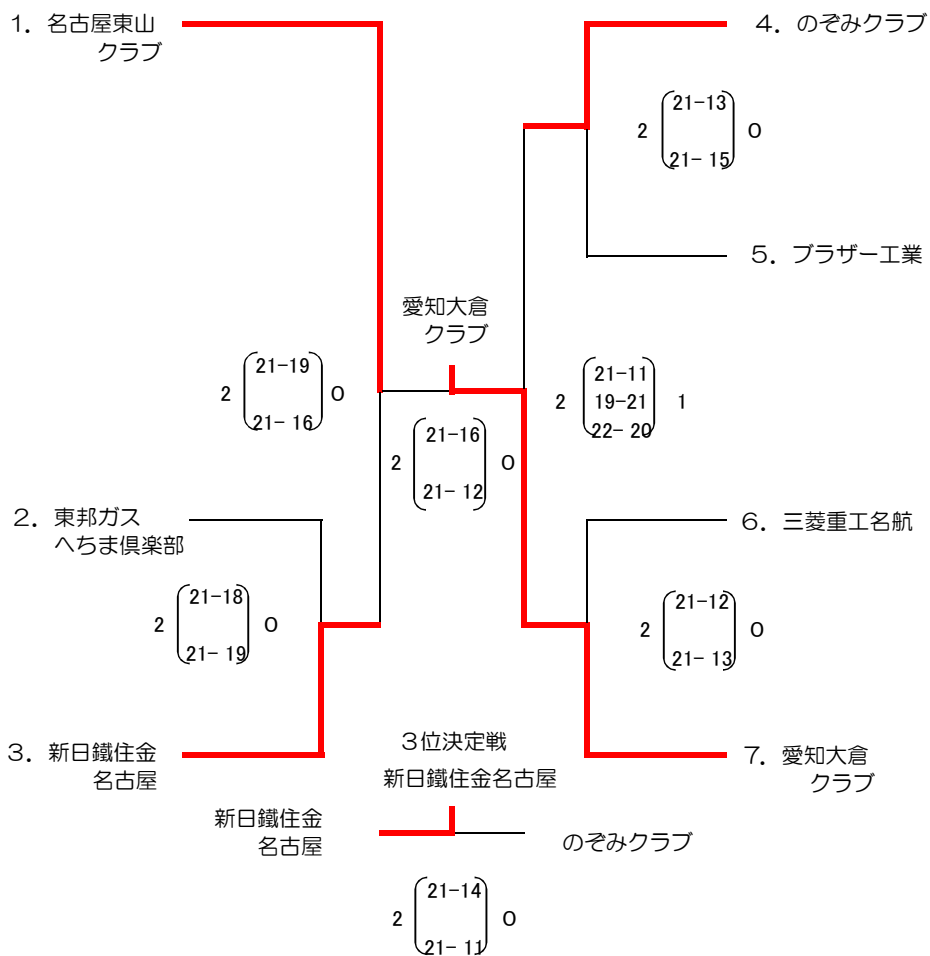 1．名古屋東山
クラブ
4．のぞみクラブ
2
21-13
21- 15
0
5．ブラザー工業
愛知大倉
クラブ
2
21-19
21- 16
0
2
21-11
19-21
22- 20
1
2
21-16
21- 12
0
2．東邦ガス
へちま倶楽部
6．三菱重工名航
2
21-18
21- 19
0
2
21-12
21- 13
0
3．新日鐵住金
名古屋
3位決定戦
新日鐵住金名古屋
7．愛知大倉
クラブ
新日鐵住金
名古屋
のぞみクラブ
2
21-14
21- 11
0